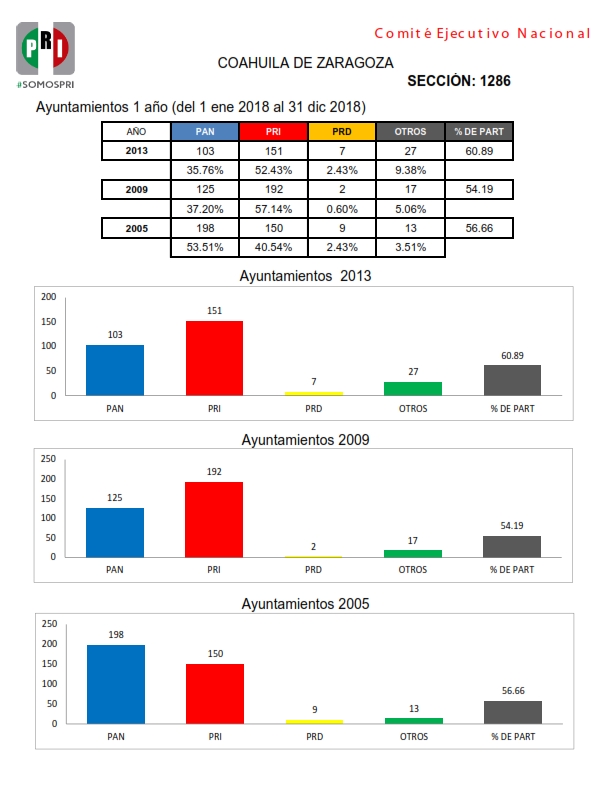 Comité Ejecutivo Nacional
PRI
#SOMOSPRI
COAHUILA DE ZARAGOZA
SECCIÓN: 1286
Ayuntamientos 1 año (del 1 ene 2018 al 31 dic 2018)
AÑO PAN PRI PRD OTROS % DE PART
2013 103 151 7 27 60.89
35.76% 52.43% 2.43% 9.38%
2009 125 192 2 17 54.19
37.20% 57.14% 0.60% 5.06%
2005 198 150 9 13 56.66
53.51% 40.54% 2.43% 3.51%
Ayuntamientos 2013
200
150
100
50
0
103 151 7 27 60.89
PAN PRI PRD OTROS % DE PART
Ayuntamientos 2009
250
200
150
100
50
0
125 192 2 17 54.19
PAN PRI PRD OTROS % DE PART
Ayuntamientos 2005
250
200
150
100
50
0
198 150 9 13 56.66
PAN PRI PRD OTROS % DE PART